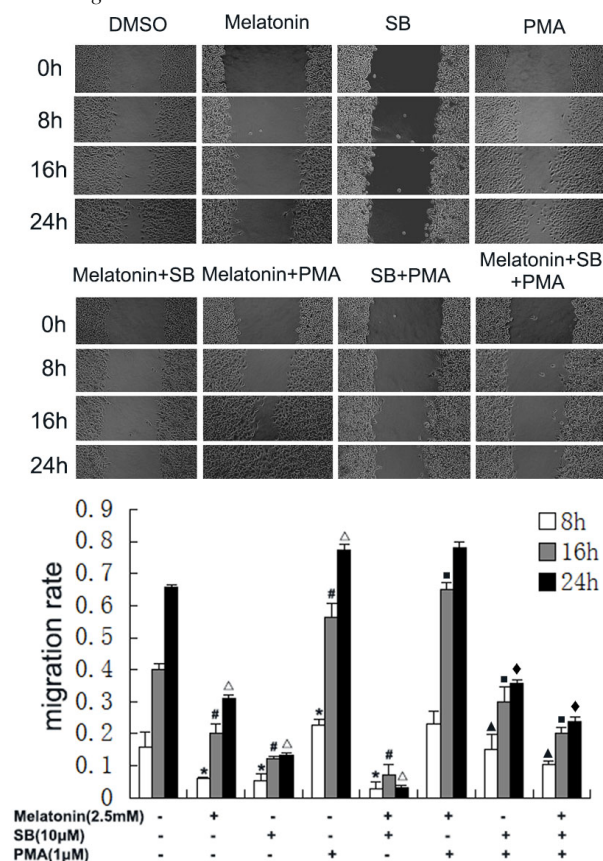 DMSO Melatonin SB PMA
0h
8h
16h
24h
Melatonin+SB Melatonin+PMA SB+PMA Melatonin+SB
+PMA
0h
8h
16h
24h
migration rate
0.9
0.8
0.7
0.6
0.5
0.4
0.3
0.2
0.1
0
8h
16h
24h
* # △
* # △
* # △
* # △
■
▲ ■ ♦
▲ ■ ♦
Melatonin(2.5mM) - + - - + + - +
SB(10μM) - - + - + - + +
PMA(1μM) - - - + - + + +